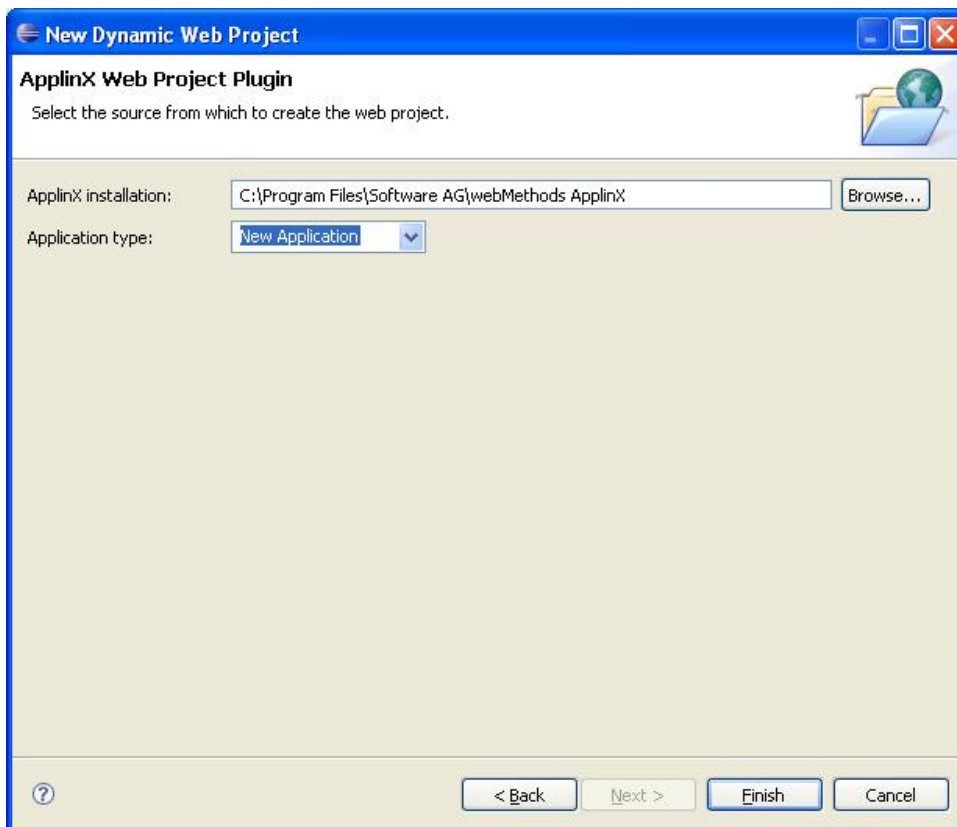 New Dynamic Web Project
ApplinX Web Project Plugin
Select the source from which to create the web project.
ApplinX installation: C:\Program Files\Software AG\webMethods ApplinX Browse...
Application type: New Application
? < Back Next > Finish Cancel